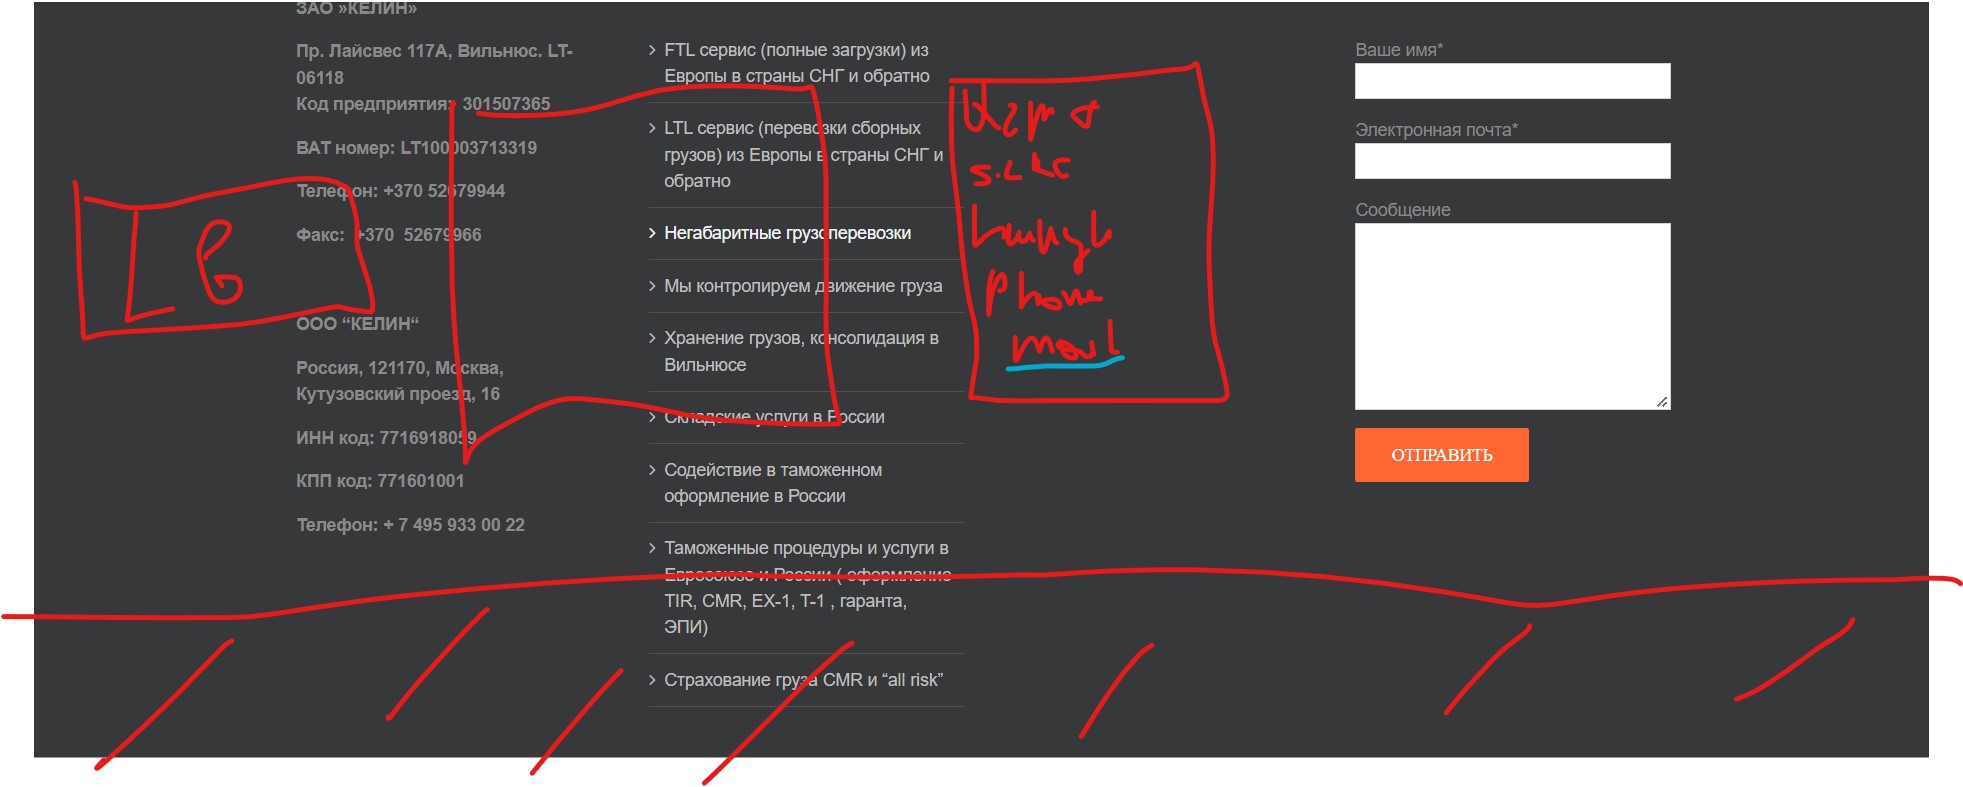 ЗАО »КЕЛИН»
Пр. Лайсвес 117А, Вильнюс. LT-
06118
Код предприятия: 301507365
ВАТ номер: LT100003713319
Телефон: +370 52679944
Факс: +370 52679966
ООО “КЕЛИН“
Россия, 121170, Москва,
Кутузовский проезд, 16
ИНН код: 7716918059
КПП код: 771601001
Телефон: + 7 495 933 00 22
FTL сервис (полные загрузки) из
Европы в страны СНГ и обратно
LTL сервис (перевозки сборных
грузов) из Европы в страны СНГ и
обратно
Негабаритные грузоперевозки
Мы контролируем движение груза
Хранение грузов, консолидация в
Вильнюсе
Складские услуги в России
Содействие в таможенном
оформление в России
Таможенные процедуры и услуги в
Евросоюзе и России ( оформление
TIR, CMR, EX-1, T-1 , гаранта,
ЭПИ)
Страхование груза CMR и “all risk”
phone
mail
Ваше имя*
Электронная почта*
Сообщение
ОТПРАВИТЬ